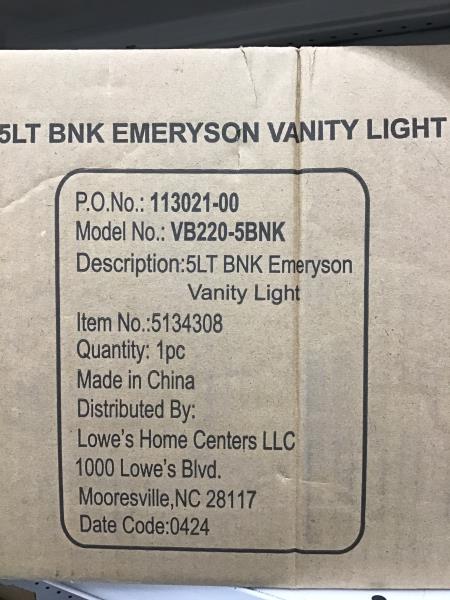 5LT BNK EMERYSON VANITY LIGHT
P.O.No.: 113021-00
Model No.: VB220-5BNK
Description:5LT BNK Emeryson
Vanity Light
Item No.:5134308
Quantity: 1pc
Made in China
Distributed By:
Lowe's Home Centers LLC
1000 Lowe's Blvd.
Mooresville,NC 28117
Date Code:0424